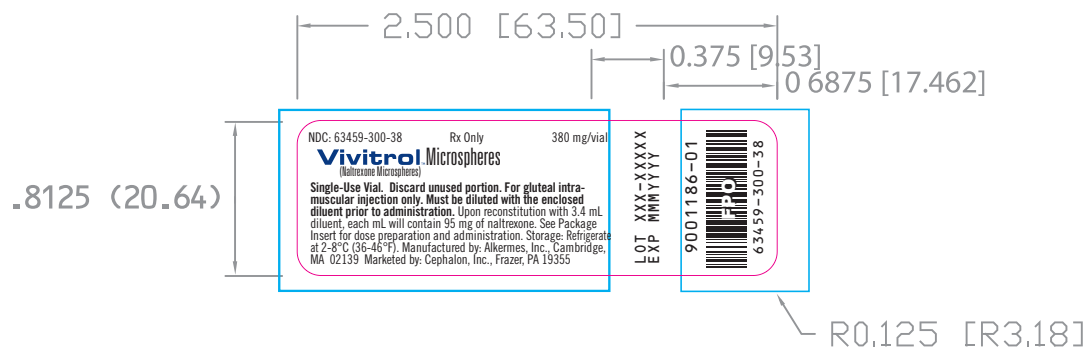 2.500 [63.50]
0.375 [9.53]
0 6875 [17.462]
.8125 (20.64)
NDC: 63459-300-38 Rx Only 380 mg/vial
Vivitrol™ Microspheres
(Naltrexone Microspheres)
Single-Use Vial. Discard unused portion. For gluteal intra-
muscular injection only. Must be diluted with the enclosed
diluent prior to administration. Upon reconstitution with 3.4 mL
diluent, each mL will contain 95 mg of naltrexone. See Package
Insert for dose preparation and administration. Storage: Refrigerate
at 2-8°C (36-46°F). Manufactured by: Alkermes, Inc., Cambridge,
MA 02139 Marketed by: Cephalon, Inc., Frazer, PA 19355
LOT XXX-XXXXX
EXP MMMYYYY
9001186-01
FPO
63459-300-38
R0.125 [R3.18]